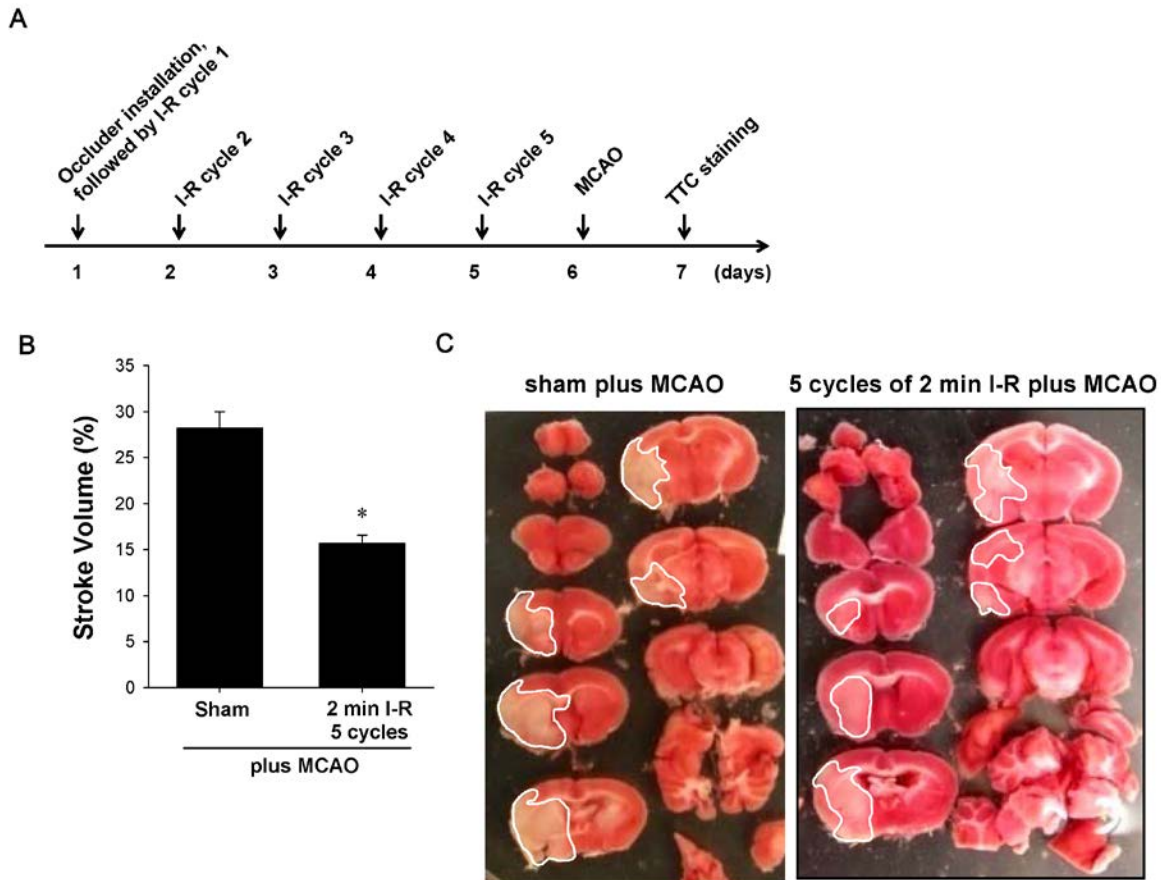 A
Occluder installation,
followed by I-R cycle 1
I-R cycle 2
I-R cycle 3
I-R cycle 4
I-R cycle 5
MCAO
TTC staining
1 2 3 4 5 6 7 (days)
B
Stroke Volume (%)
35
30
25
20
15
10
5
0
*
Sham
2 min I-R
5 cycles
plus MCAO
C
sham plus MCAO
5 cycles of 2 min I-R plus MCAO